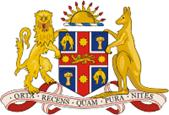 ORTA · RECENS · QUAM · PURA · NITES